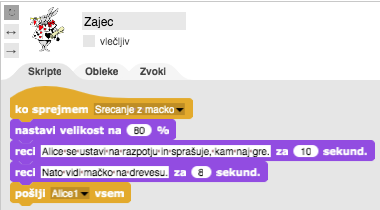 Zajec
vlečljiv
Skripte Obleke Zvoki
ko sprejmem Srecanje z macko
nastavi velikost na 80 %
reci Alice se ustavi na razpotju in sprašuje, kam naj gre. za 10 sekund.
reci Nato vidi mačko na drevesu. za 8 sekund.
pošlji Alice1 vsem